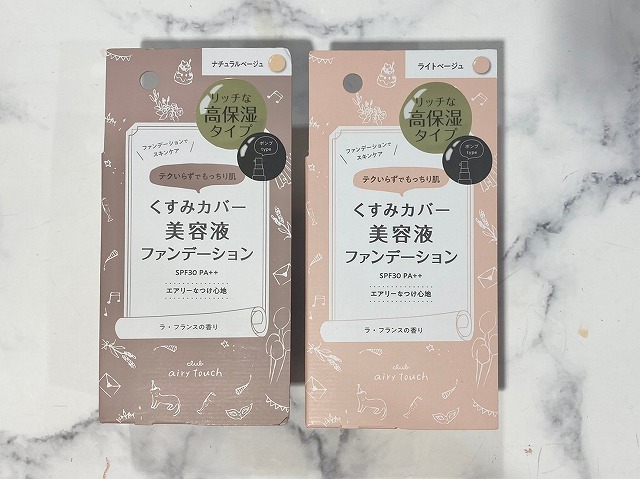 ナチュラルベージュ
リッチな
高保湿
タイプ
ポンプ
type
ファンデーションで
スキンケア
テクいらずでもっちり肌
くすみカバー
美容液
ファンデーション
SPF30 PA++
エアリーなつけ心地
ラ・フランスの香り
club
airy touch
ライトベージュ
リッチな
高保湿
タイプ
ポンプ
type
ファンデーションで
スキンケア
テクいらずでもっちり肌
くすみカバー
美容液
ファンデーション
SPF30 PA++
エアリーなつけ心地
ラ・フランスの香り
club
airy touch